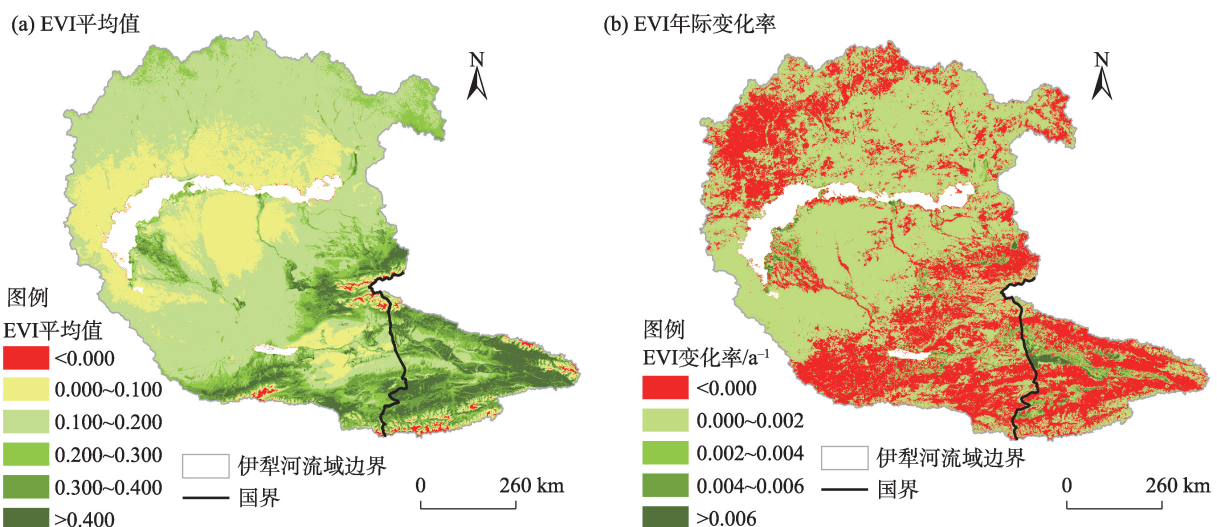 (a) EVI平均值
N
图例
EVI平均值
<0.000
0.000~0.100
0.100~0.200
0.200~0.300
0.300~0.400
>0.400
伊犁河流域边界
国界
0 260 km
(b) EVI年际变化率
N
图例
EVI变化率/a⁻¹
<0.000
0.000~0.002
0.002~0.004
0.004~0.006
>0.006
伊犁河流域边界
国界
0 260 km